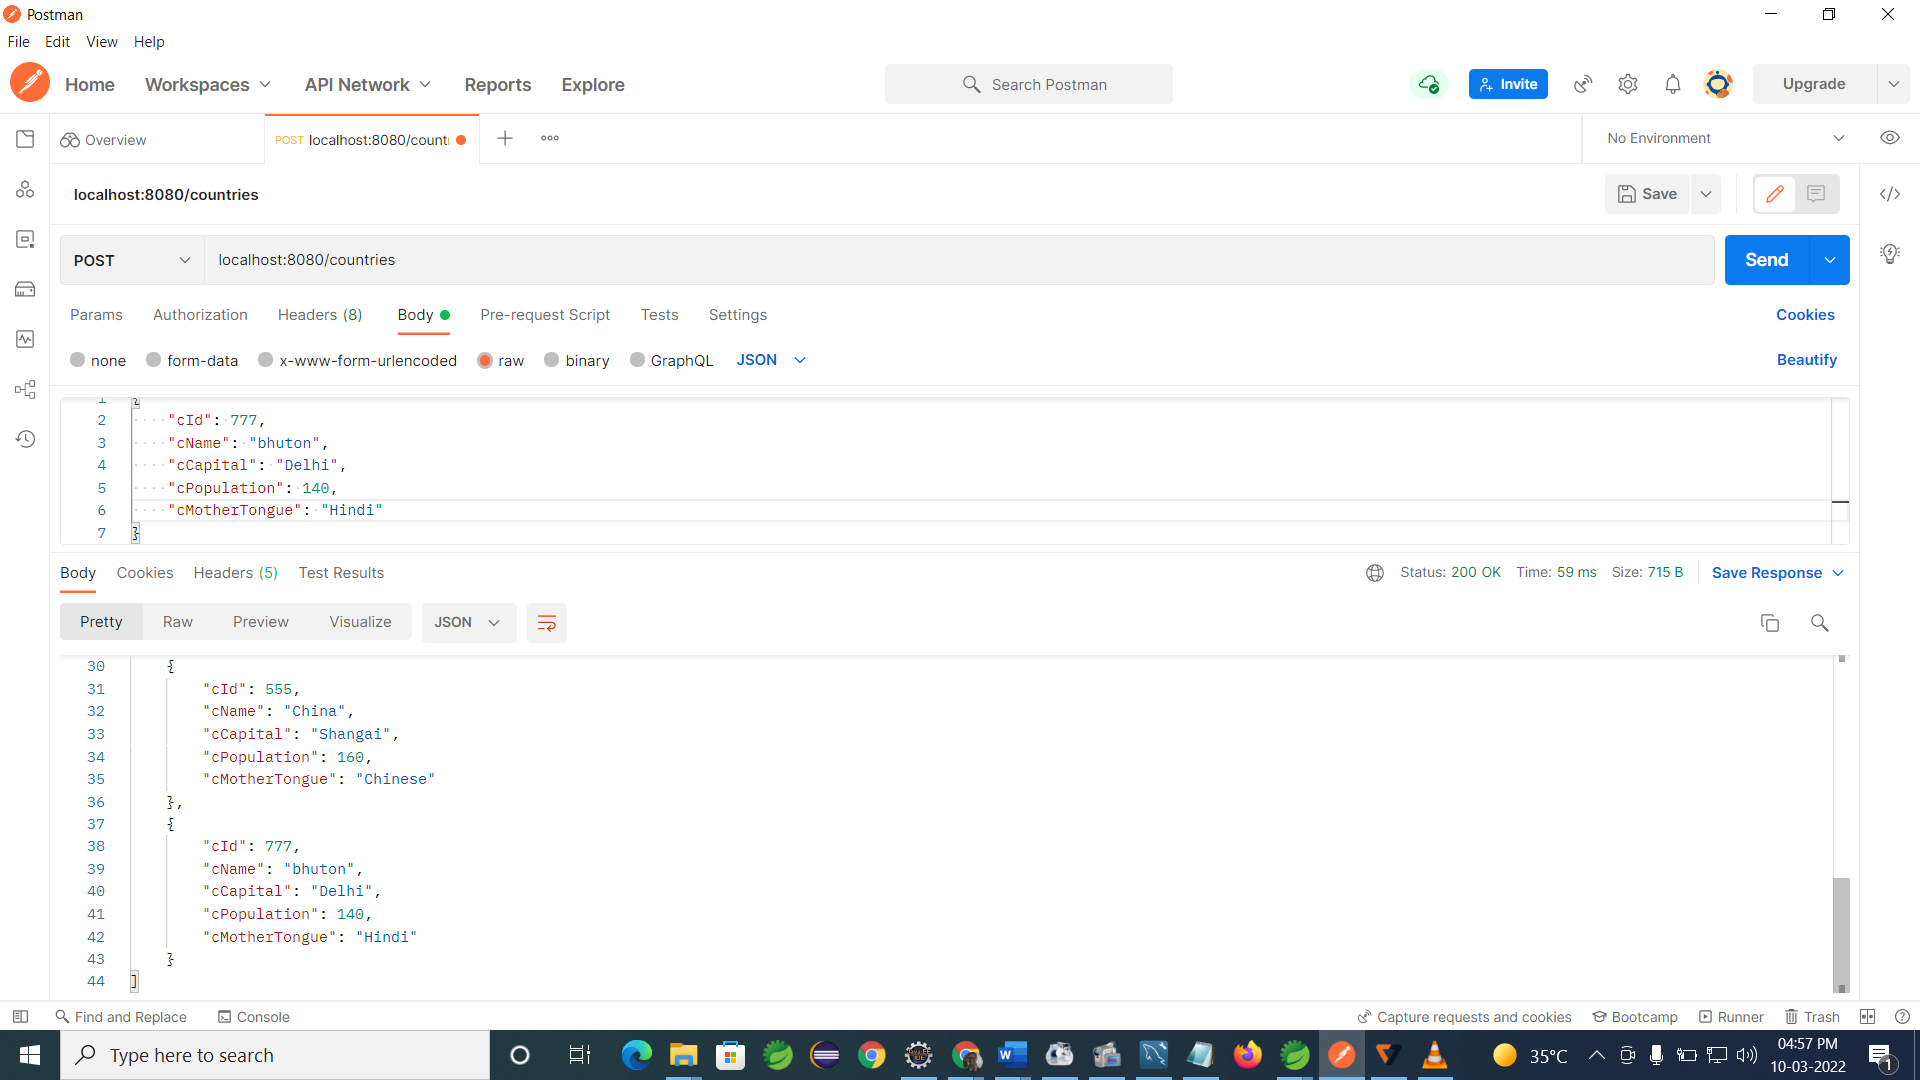 Postman
File Edit View Help
Home Workspaces API Network Reports Explore Search Postman Invite Upgrade
Overview POST localhost:8080/count No Environment
localhost:8080/countries Save
POST localhost:8080/countries Send
Params Authorization Headers (8) Body Pre-request Script Tests Settings Cookies
none form-data x-www-form-urlencoded raw binary GraphQL JSON Beautify
1 {
2 "cId": 777,
3 "cName": "bhuton",
4 "cCapital": "Delhi",
5 "cPopulation": 140,
6 "cMotherTongue": "Hindi"
7 }
Body Cookies Headers (5) Test Results Status: 200 OK Time: 59 ms Size: 715 B Save Response
Pretty Raw Preview Visualize JSON
30 {
31 "cId": 555,
32 "cName": "China",
33 "cCapital": "Shangai",
34 "cPopulation": 160,
35 "cMotherTongue": "Chinese"
36 },
37 {
38 "cId": 777,
39 "cName": "bhuton",
40 "cCapital": "Delhi",
41 "cPopulation": 140,
42 "cMotherTongue": "Hindi"
43 }
44 ]
Find and Replace Console Capture requests and cookies Bootcamp Runner Trash
Type here to search 35°C 04:57 PM
10-03-2022 1